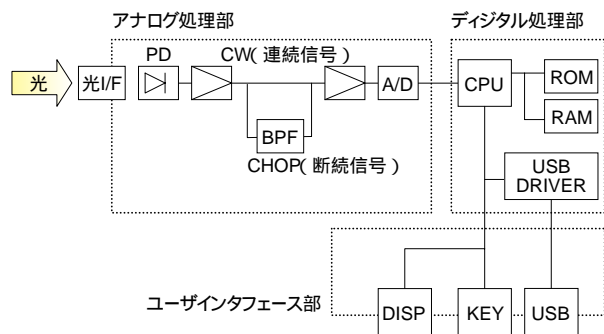 アナログ処理部
ディジタル処理部
PD
CW(連続信号)
光
光I/F
A/D
CPU
ROM
RAM
BPF
CHOP(断続信号)
USB
DRIVER
ユーザインタフェース部
DISP
KEY
USB